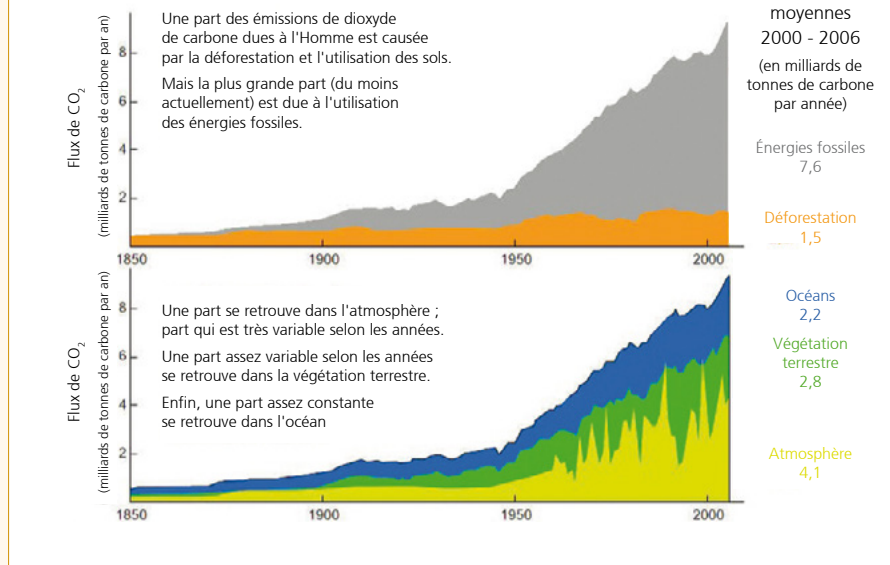 Une part des émissions de dioxyde
de carbone dues à l'Homme est causée
par la déforestation et l'utilisation des sols.
Mais la plus grande part (du moins
actuellement) est due à l'utilisation
des énergies fossiles.
Flux de CO2
(milliards de tonnes de carbone par an)
8
6
4
2
1850
1900
1950
2000
moyennes
2000 - 2006
(en milliards de
tonnes de carbone
par année)
Énergies fossiles
7,6
Déforestation
1,5
Une part se retrouve dans l'atmosphère ;
part qui est très variable selon les années.
Une part assez variable selon les années
se retrouve dans la végétation terrestre.
Enfin, une part assez constante
se retrouve dans l'océan
Flux de CO2
(milliards de tonnes de carbone par an)
8
6
4
2
1850
1900
1950
2000
Océans
2,2
Végétation
terrestre
2,8
Atmosphère
4,1